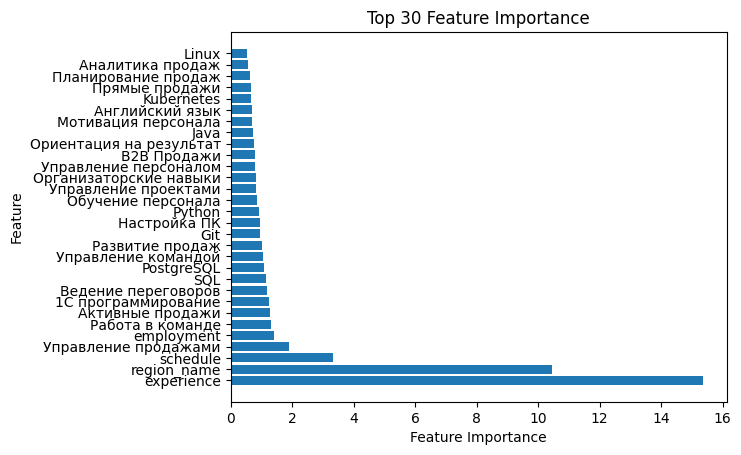 Top 30 Feature Importance
Feature
Linux
Аналитика продаж
Планирование продаж
Прямые продажи
Kubernetes
Английский язык
Мотивация персонала
Java
Ориентация на результат
B2B Продажи
Управление персоналом
Организаторские навыки
Управление проектами
Обучение персонала
Python
Настройка ПК
Git
Развитие продаж
Управление командой
PostgreSQL
SQL
Ведение переговоров
1С программирование
Активные продажи
Работа в команде
employment
Управление продажами
schedule
region_name
experience
0 2 4 6 8 10 12 14 16
Feature Importance